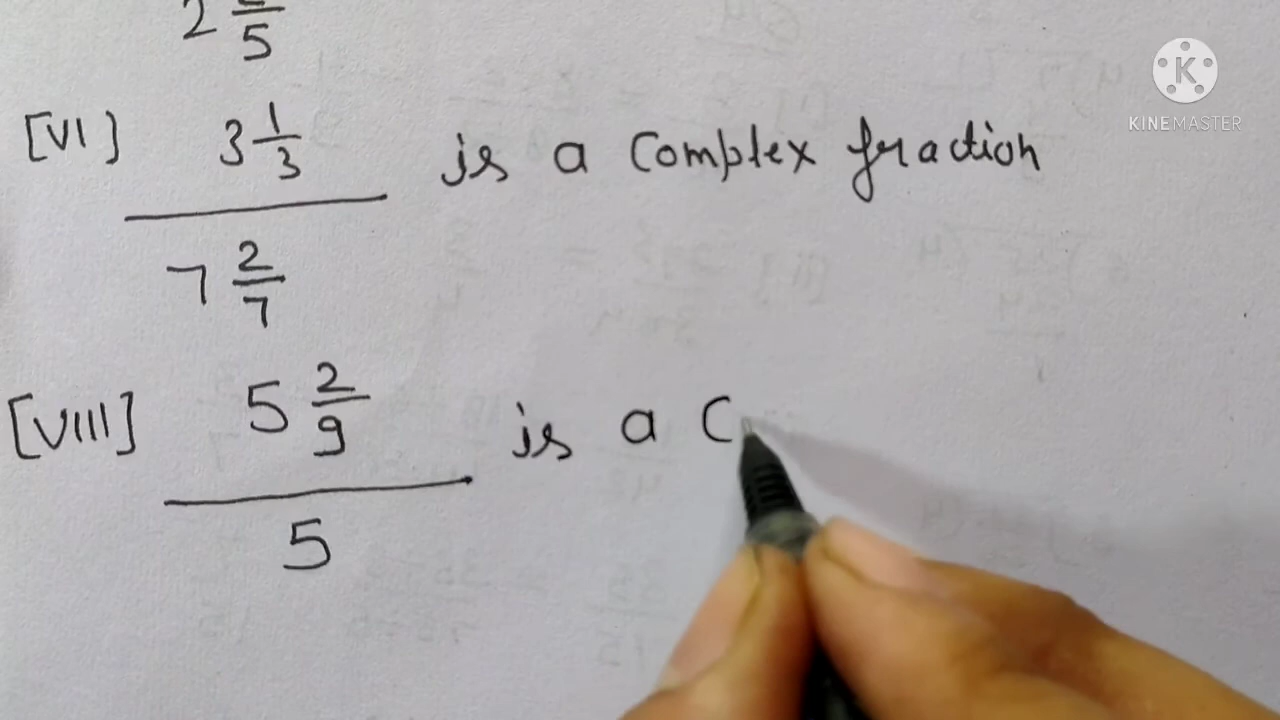 2 2/5
[VI] 3 1/3 / 7 2/7 is a Complex fraction
[VIII] 5 2/9 / 5 is a C
KINEMASTER